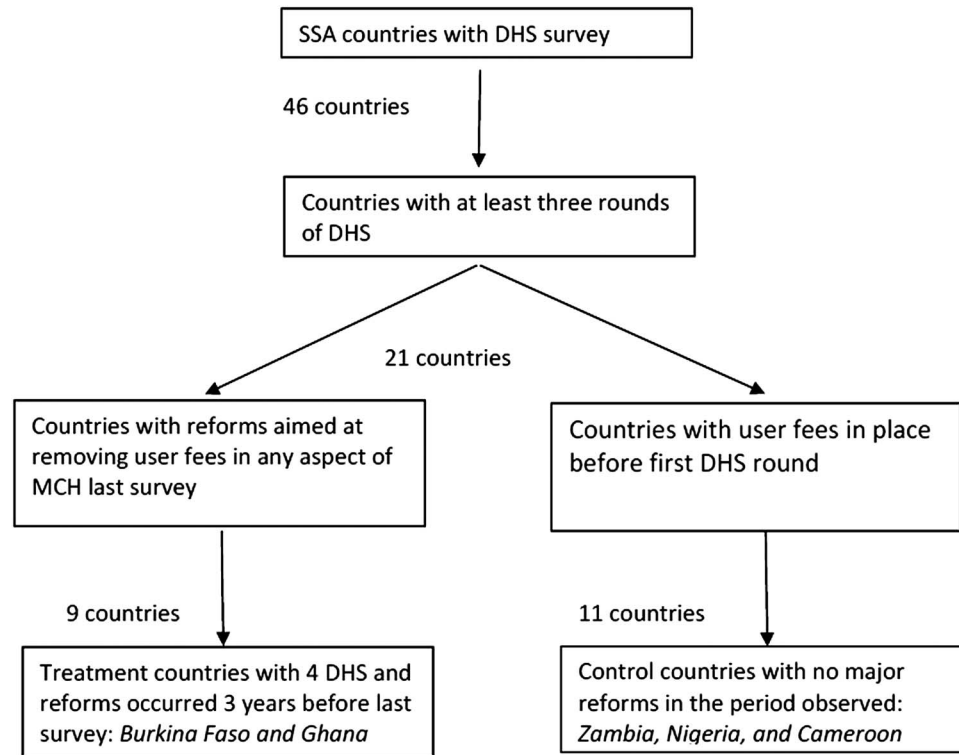 SSA countries with DHS survey
46 countries
Countries with at least three rounds
of DHS
21 countries
Countries with reforms aimed at
removing user fees in any aspect of
MCH last survey
Countries with user fees in place
before first DHS round
9 countries
11 countries
Treatment countries with 4 DHS and
reforms occurred 3 years before last
survey: Burkina Faso and Ghana
Control countries with no major
reforms in the period observed:
Zambia, Nigeria, and Cameroon